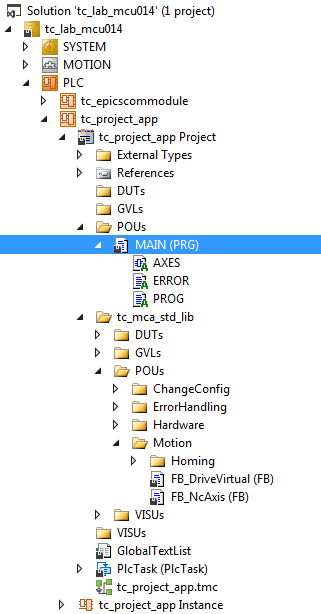 Solution 'tc_lab_mcu014' (1 project)
tc_lab_mcu014
SYSTEM
MOTION
PLC
tc_epicscommodule
tc_project_app
tc_project_app Project
External Types
References
DUTs
GVLs
POUs
MAIN (PRG)
AXES
ERROR
PROG
tc_mca_std_lib
DUTs
GVLs
POUs
ChangeConfig
ErrorHandling
Hardware
Motion
Homing
FB_DriveVirtual (FB)
FB_NcAxis (FB)
VISUs
VISUs
GlobalTextList
PlcTask (PlcTask)
tc_project_app.tmc
tc_project_app Instance